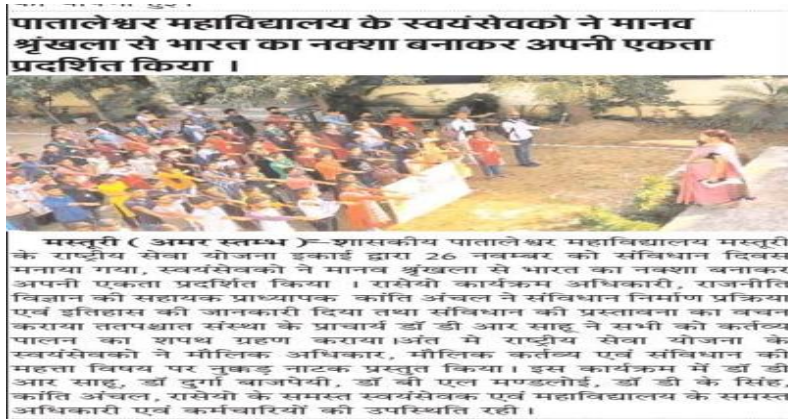 पातालेश्वर महाविद्यालय के स्वयंसेवको ने मानव
श्रृंखला से भारत का नक्शा बनाकर अपनी एकता
प्रदर्शित किया ।
मस्तूरी ( अमर स्तम्भ )– शासकीय पातालेश्वर महाविद्यालय मस्तूरी
के राष्ट्रीय सेवा योजना इकाई द्वारा 26 नवम्बर को संविधान दिवस
मनाया गया, स्वयंसेवको ने मानव श्रृंखला से भारत का नक्शा बनाकर
अपनी एकता प्रदर्शित किया । रासेयो कार्यक्रम अधिकारी, राजनीति
विज्ञान की सहायक प्राध्यापक कांति अंचल ने संविधान निर्माण प्रक्रिया
एवं इतिहास की जानकारी दिया तथा संविधान की प्रस्तावना का वचन
कराया ततपश्चात संस्था के प्राचार्य डॉ डी आर साहू ने सभी को कर्तव्य
पालन का शपथ ग्रहण कराया।अंत मे राष्ट्रीय सेवा योजना के
स्वयंसेवको ने मौलिक अधिकार, मौलिक कर्तव्य एवं संविधान की
महत्ता विषय पर नुक्कड़ नाटक प्रस्तुत किया। इस कार्यक्रम में डॉ डी
आर साहू, डॉ दुर्गा बाजपेयी, डॉ बी एल मण्डलोई, डॉ डी के सिंह,
कांति अंचल, रासेयो के समस्त स्वयंसेवक एवं महाविद्यालय के समस्त
अधिकारी एवं कर्मचारियों की उपस्थिति रही।